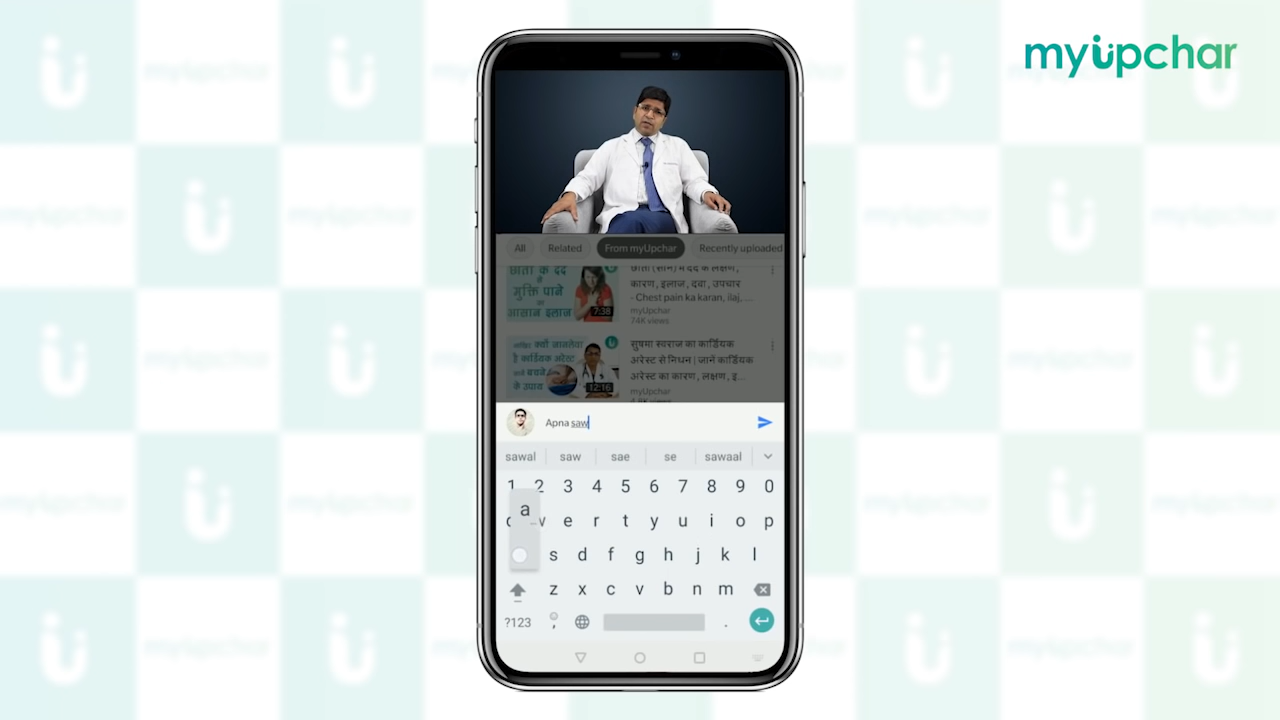 myUpchar
All Related From myUpchar Recently uploaded
छाती के दर्द
से
मुक्ति पाने
का
आसान इलाज
7:38
छाती (सीने) में दर्द के लक्षण,
कारण, इलाज, दवा, उपचार
- Chest pain ka karan, ilaj,...
myUpchar
74K views
जानिए क्यों जानलेवा
है कार्डियक अरेस्ट
जानें बचने
के उपाय
12:16
सुषमा स्वराज का कार्डियक
अरेस्ट से निधन | जानें कार्डियक
अरेस्ट का कारण, लक्षण, इ...
myUpchar
Apna saw
sawal saw sae se sawaal
1 2 3 4 5 6 7 8 9 0
a
w e r t y u i o p
s d f g h j k l
z x c v b n m
?123 , .